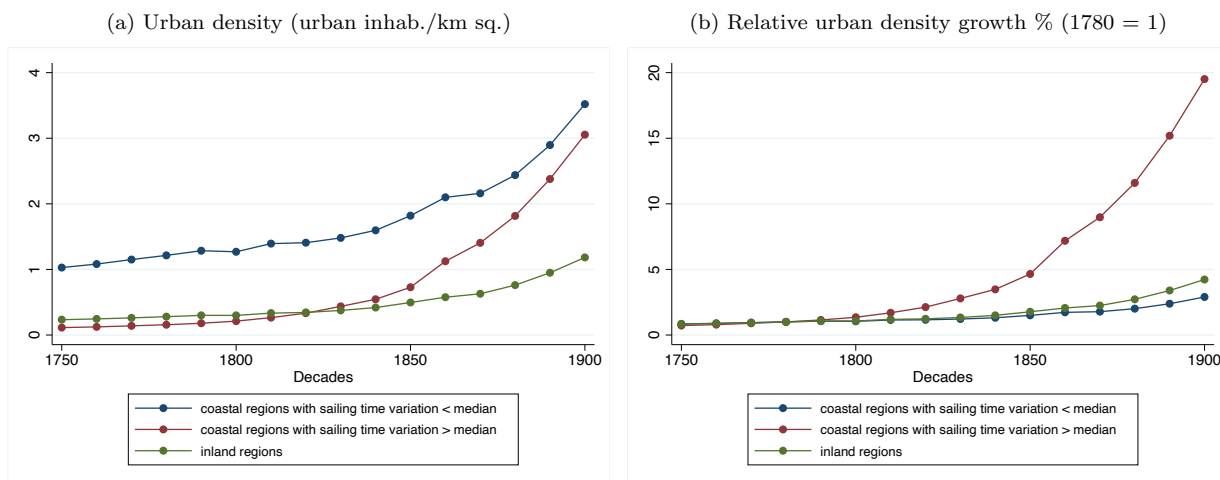 (a) Urban density (urban inhab./km sq.)
4
3
2
1
0
1750
1800
1850
1900
Decades
coastal regions with sailing time variation < median
coastal regions with sailing time variation > median
inland regions
(b) Relative urban density growth % (1780 = 1)
20
15
10
5
0
1750
1800
1850
1900
Decades
coastal regions with sailing time variation < median
coastal regions with sailing time variation > median
inland regions